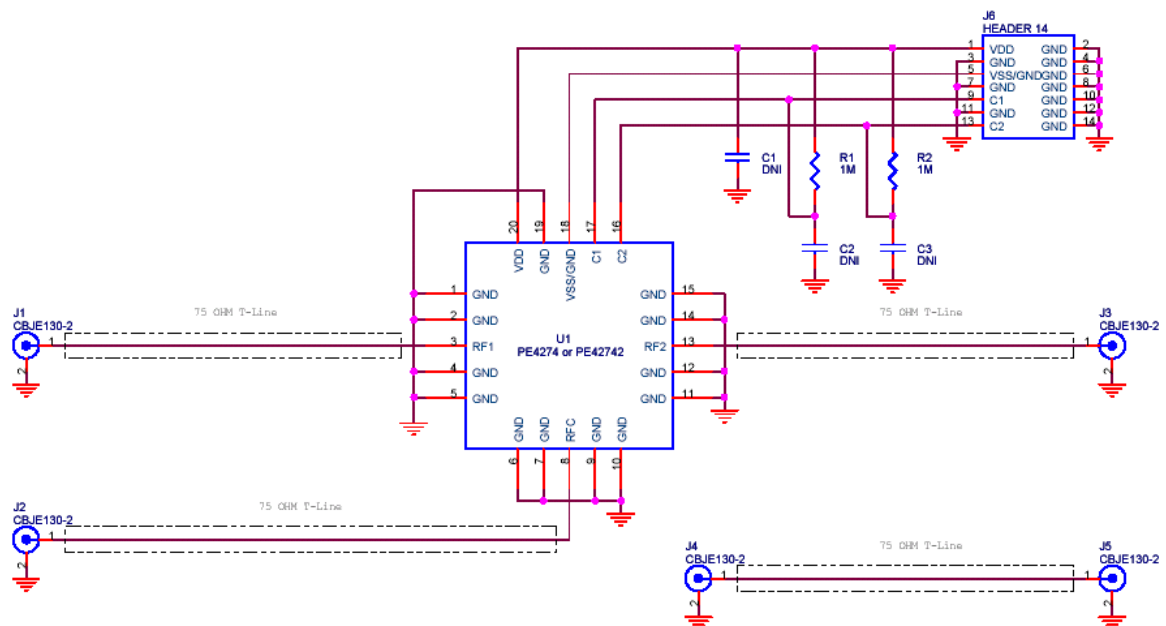 J6
HEADER 14
1 VDD GND 2
3 GND GND 4
5 VSS/GND GND 6
7 GND GND 8
9 C1 GND 10
11 GND GND 12
13 C2 GND 14
C1
DNI
R1
1M
R2
1M
C2
DNI
C3
DNI
20 19 18 17 16
VDD GND VSS/GND C1 C2
1 GND GND 15
2 GND GND 14
3 RF1 RF2 13
4 GND GND 12
5 GND GND 11
U1
PE4274 or PE42742
GND GND RFC GND GND
6 7 8 9 10
J1
CBJE130-2
1
2
75 OHM T-Line
75 OHM T-Line
J3
CBJE130-2
1
2
J2
CBJE130-2
1
2
75 OHM T-Line
J4
CBJE130-2
1
2
75 OHM T-Line
J5
CBJE130-2
1
2